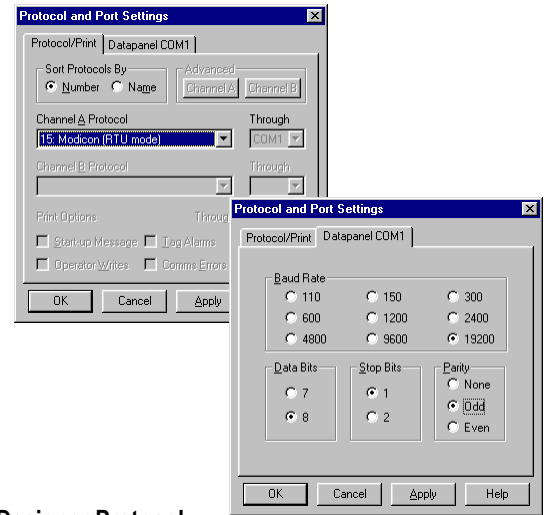 Protocol and Port Settings
Protocol/Print Datapanel COM1
Sort Protocols By Advanced
Number Name Channel A Channel B
Channel A Protocol Through
15: Modicon (RTU mode) COM1
Channel B Protocol Through
Print Options Throug
Start-up Message Tag Alarms
Operator Writes Comms Errors
OK Cancel Apply
Protocol and Port Settings
Protocol/Print Datapanel COM1
Baud Rate
110 150 300
600 1200 2400
4800 9600 19200
Data Bits Stop Bits Parity
7 1 None
8 2 Odd
Even
OK Cancel Apply Help
Protocol